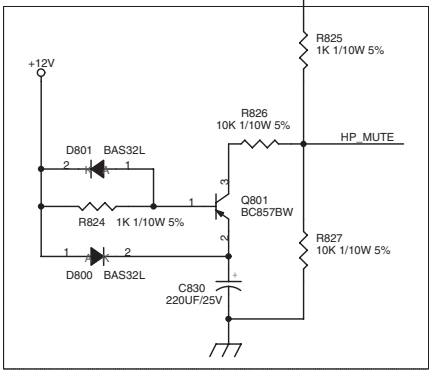 R825
1K 1/10W 5%
+12V
R826
10K 1/10W 5%
HP_MUTE
D801 BAS32L
2 1
A K
3
1
Q801
BC857BW
R824 1K 1/10W 5%
2
R827
10K 1/10W 5%
1 2
A K
D800 BAS32L
C830
220UF/25V
+